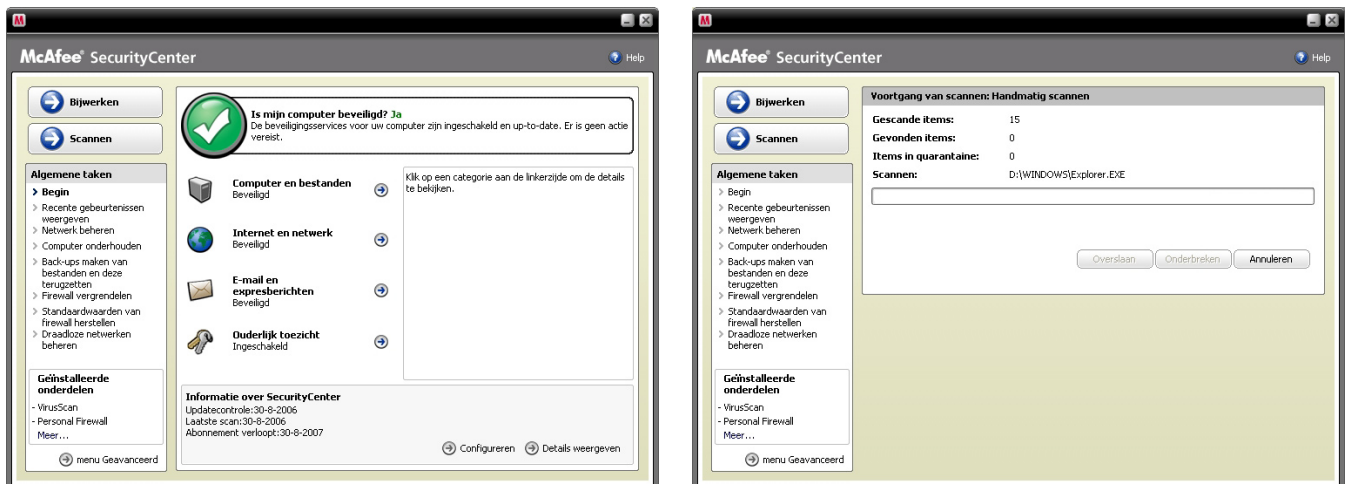 McAfee® SecurityCenter
Help
Bijwerken
Scannen
Algemene taken
Begin
Recente gebeurtenissen
weergeven
Netwerk beheren
Computer onderhouden
Back-ups maken van
bestanden en deze
terugzetten
Firewall vergrendelen
Standaardwaarden van
firewall herstellen
Draadloze netwerken
beheren
Geïnstalleerde
onderdelen
- VirusScan
- Personal Firewall
Meer...
menu Geavanceerd
Is mijn computer beveiligd? Ja
De beveiligingsservices voor uw computer zijn ingeschakeld en up-to-date. Er is geen actie
vereist.
Computer en bestanden
Beveiligd
Internet en netwerk
Beveiligd
E-mail en
expresberichten
Beveiligd
Ouderlijk toezicht
Ingeschakeld
Klik op een categorie aan de linkerzijde om de details
te bekijken.
Informatie over SecurityCenter
Updatecontrole:30-8-2006
Laatste scan:30-8-2006
Abonnement verloopt:30-8-2007
Configureren Details weergeven
McAfee® SecurityCenter
Help
Bijwerken
Scannen
Algemene taken
Begin
Recente gebeurtenissen
weergeven
Netwerk beheren
Computer onderhouden
Back-ups maken van
bestanden en deze
terugzetten
Firewall vergrendelen
Standaardwaarden van
firewall herstellen
Draadloze netwerken
beheren
Geïnstalleerde
onderdelen
- VirusScan
- Personal Firewall
Meer...
menu Geavanceerd
Voortgang van scannen: Handmatig scannen
Gescande items: 15
Gevonden items: 0
Items in quarantaine: 0
Scannen: D:\WINDOWS\Explorer.EXE
Overslaan Onderbreken Annuleren